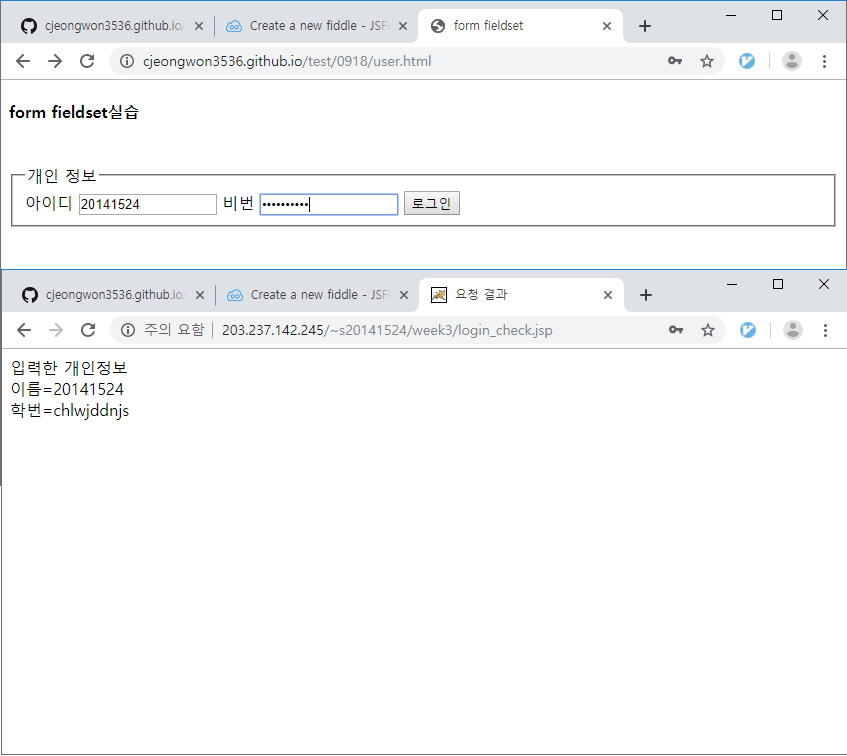 cjeongwon3536.github.io/
Create a new fiddle - JSFi
form fieldset
cjeongwon3536.github.io/test/0918/user.html
form fieldset실습
개인 정보
아이디 20141524 비번 •••••••••• 로그인
cjeongwon3536.github.io/
Create a new fiddle - JSFi
요청 결과
주의 요함 203.237.142.245/~s20141524/week3/login_check.jsp
입력한 개인정보
이름=20141524
학번=chlwjddnjs